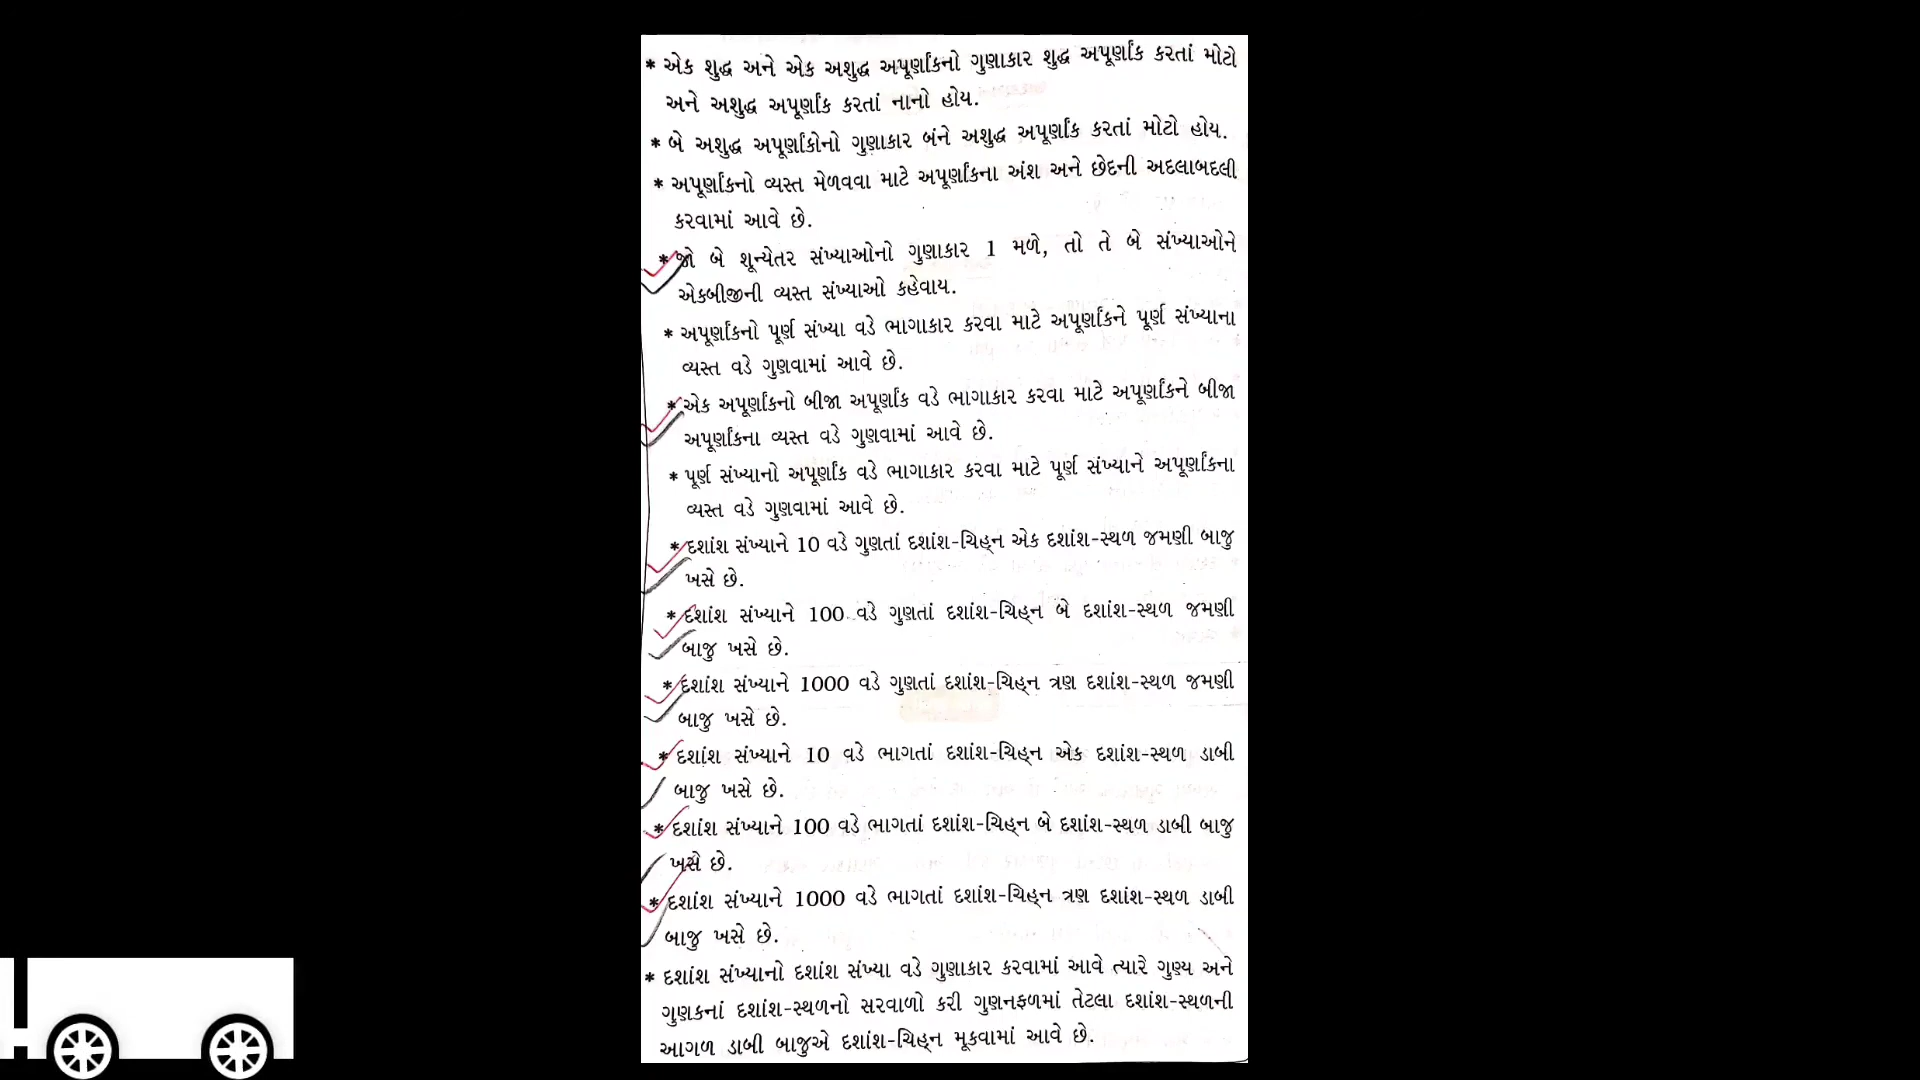 * એક શુદ્ધ અને એક અશુદ્ધ અપૂર્ણાંકનો ગુણાકાર શુદ્ધ અપૂર્ણાંક કરતાં મોટો
અને અશુદ્ધ અપૂર્ણાંક કરતાં નાનો હોય.
* બે અશુદ્ધ અપૂર્ણાંકોનો ગુણાકાર બંને અશુદ્ધ અપૂર્ણાંક કરતાં મોટો હોય.
* અપૂર્ણાંકનો વ્યસ્ત મેળવવા માટે અપૂર્ણાંકના અંશ અને છેદની અદલાબદલી
કરવામાં આવે છે.
* જો બે શૂન્યેતર સંખ્યાઓનો ગુણાકાર 1 મળે, તો તે બે સંખ્યાઓને
એકબીજીની વ્યસ્ત સંખ્યાઓ કહેવાય.
* અપૂર્ણાંકનો પૂર્ણ સંખ્યા વડે ભાગાકાર કરવા માટે અપૂર્ણાંકને પૂર્ણ સંખ્યાના
વ્યસ્ત વડે ગુણવામાં આવે છે.
* એક અપૂર્ણાંકનો બીજા અપૂર્ણાંક વડે ભાગાકાર કરવા માટે અપૂર્ણાંકને બીજા
અપૂર્ણાંકના વ્યસ્ત વડે ગુણવામાં આવે છે.
* પૂર્ણ સંખ્યાનો અપૂર્ણાંક વડે ભાગાકાર કરવા માટે પૂર્ણ સંખ્યાને અપૂર્ણાંકના
વ્યસ્ત વડે ગુણવામાં આવે છે.
* દશાંશ સંખ્યાને 10 વડે ગુણતાં દશાંશ-ચિહ્ન એક દશાંશ-સ્થળ જમણી બાજુ
ખસે છે.
* દશાંશ સંખ્યાને 100 વડે ગુણતાં દશાંશ-ચિહ્ન બે દશાંશ-સ્થળ જમણી
બાજુ ખસે છે.
* દશાંશ સંખ્યાને 1000 વડે ગુણતાં દશાંશ-ચિહ્ન ત્રણ દશાંશ-સ્થળ જમણી
બાજુ ખસે છે.
* દશાંશ સંખ્યાને 10 વડે ભાગતાં દશાંશ-ચિહ્ન એક દશાંશ-સ્થળ ડાબી
બાજુ ખસે છે.
* દશાંશ સંખ્યાને 100 વડે ભાગતાં દશાંશ-ચિહ્ન બે દશાંશ-સ્થળ ડાબી બાજુ
ખસે છે.
* દશાંશ સંખ્યાને 1000 વડે ભાગતાં દશાંશ-ચિહ્ન ત્રણ દશાંશ-સ્થળ ડાબી
બાજુ ખસે છે.
* દશાંશ સંખ્યાનો દશાંશ સંખ્યા વડે ગુણાકાર કરવામાં આવે ત્યારે ગુણ્ય અને
ગુણકનાં દશાંશ-સ્થળનો સરવાળો કરી ગુણનફળમાં તેટલા દશાંશ-સ્થળની
આગળ ડાબી બાજુએ દશાંશ-ચિહ્ન મૂકવામાં આવે છે.